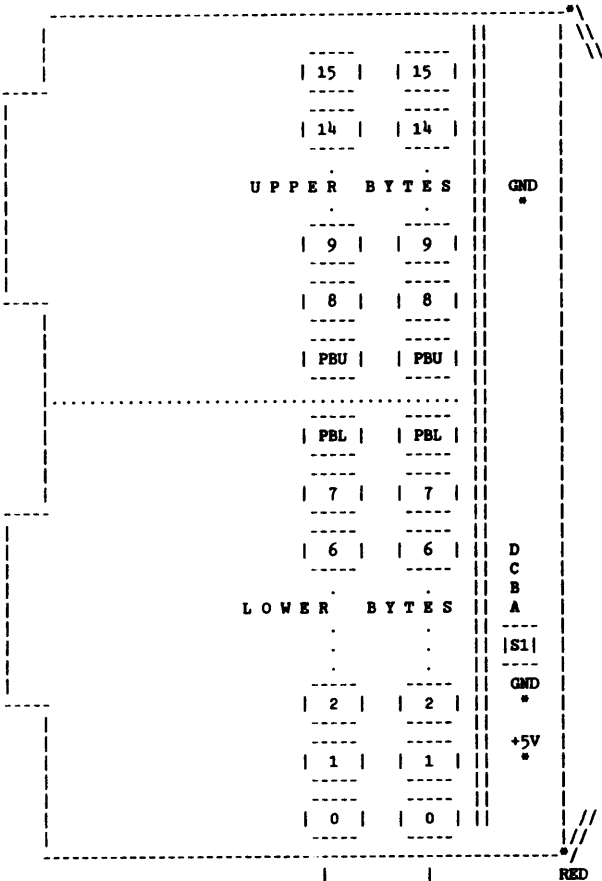 15 15
14 14
UPPER BYTES GND
9 9
8 8
PBU PBU
PBL PBL
7 7
6 6 D
C
B
LOWER BYTES A
S1
GND
2 2
+5V
1 1
0 0
RED